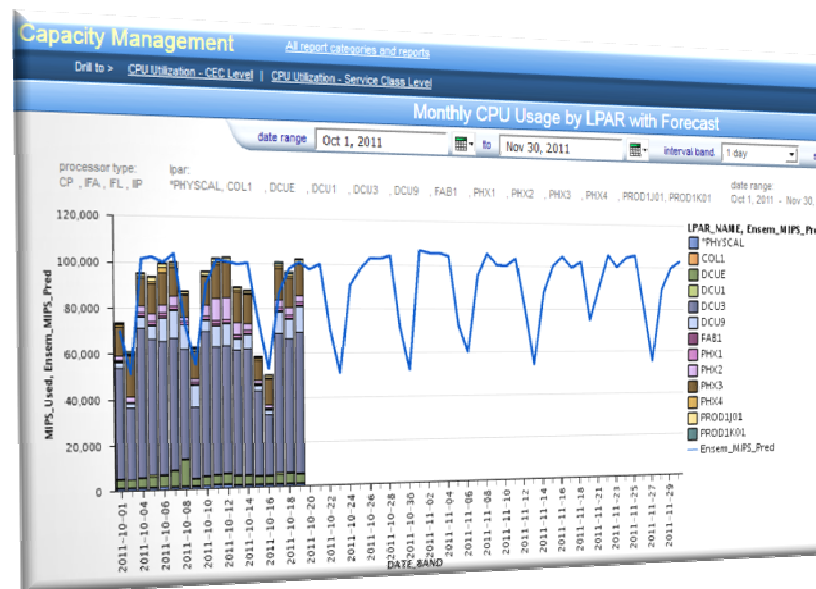 Capacity Management
All report categories and reports
Drill to > CPU Utilization - CEC Level | CPU Utilization - Service Class Level
Monthly CPU Usage by LPAR with Forecast
date range Oct 1, 2011 to Nov 30, 2011 interval band 1 day
processor type:
CP , IFA , IFL , IIP
lpar:
*PHYSCAL, COL1 , DCUE , DCU1 , DCU3 , DCU9 , FAB1 , PHX1 , PHX2 , PHX3 , PHX4 , PROD1J01, PROD1K01
date range:
Oct 1, 2011 - Nov 30,
MIPS_Used, Ensem_MIPS_Pred
120,000
100,000
80,000
60,000
40,000
20,000
0
2011-10-01
2011-10-04
2011-10-06
2011-10-08
2011-10-10
2011-10-12
2011-10-14
2011-10-16
2011-10-18
2011-10-20
2011-10-22
2011-10-24
2011-10-26
2011-10-28
2011-10-30
2011-11-02
2011-11-04
2011-11-06
2011-11-08
2011-11-10
2011-11-12
2011-11-14
2011-11-16
2011-11-18
2011-11-21
2011-11-23
2011-11-25
2011-11-27
2011-11-29
DATE_BAND
LPAR_NAME, Ensem_MIPS_Pre
*PHYSCAL
COL1
DCUE
DCU1
DCU3
DCU9
FAB1
PHX1
PHX2
PHX3
PHX4
PROD1J01
PROD1K01
Ensem_MIPS_Pred